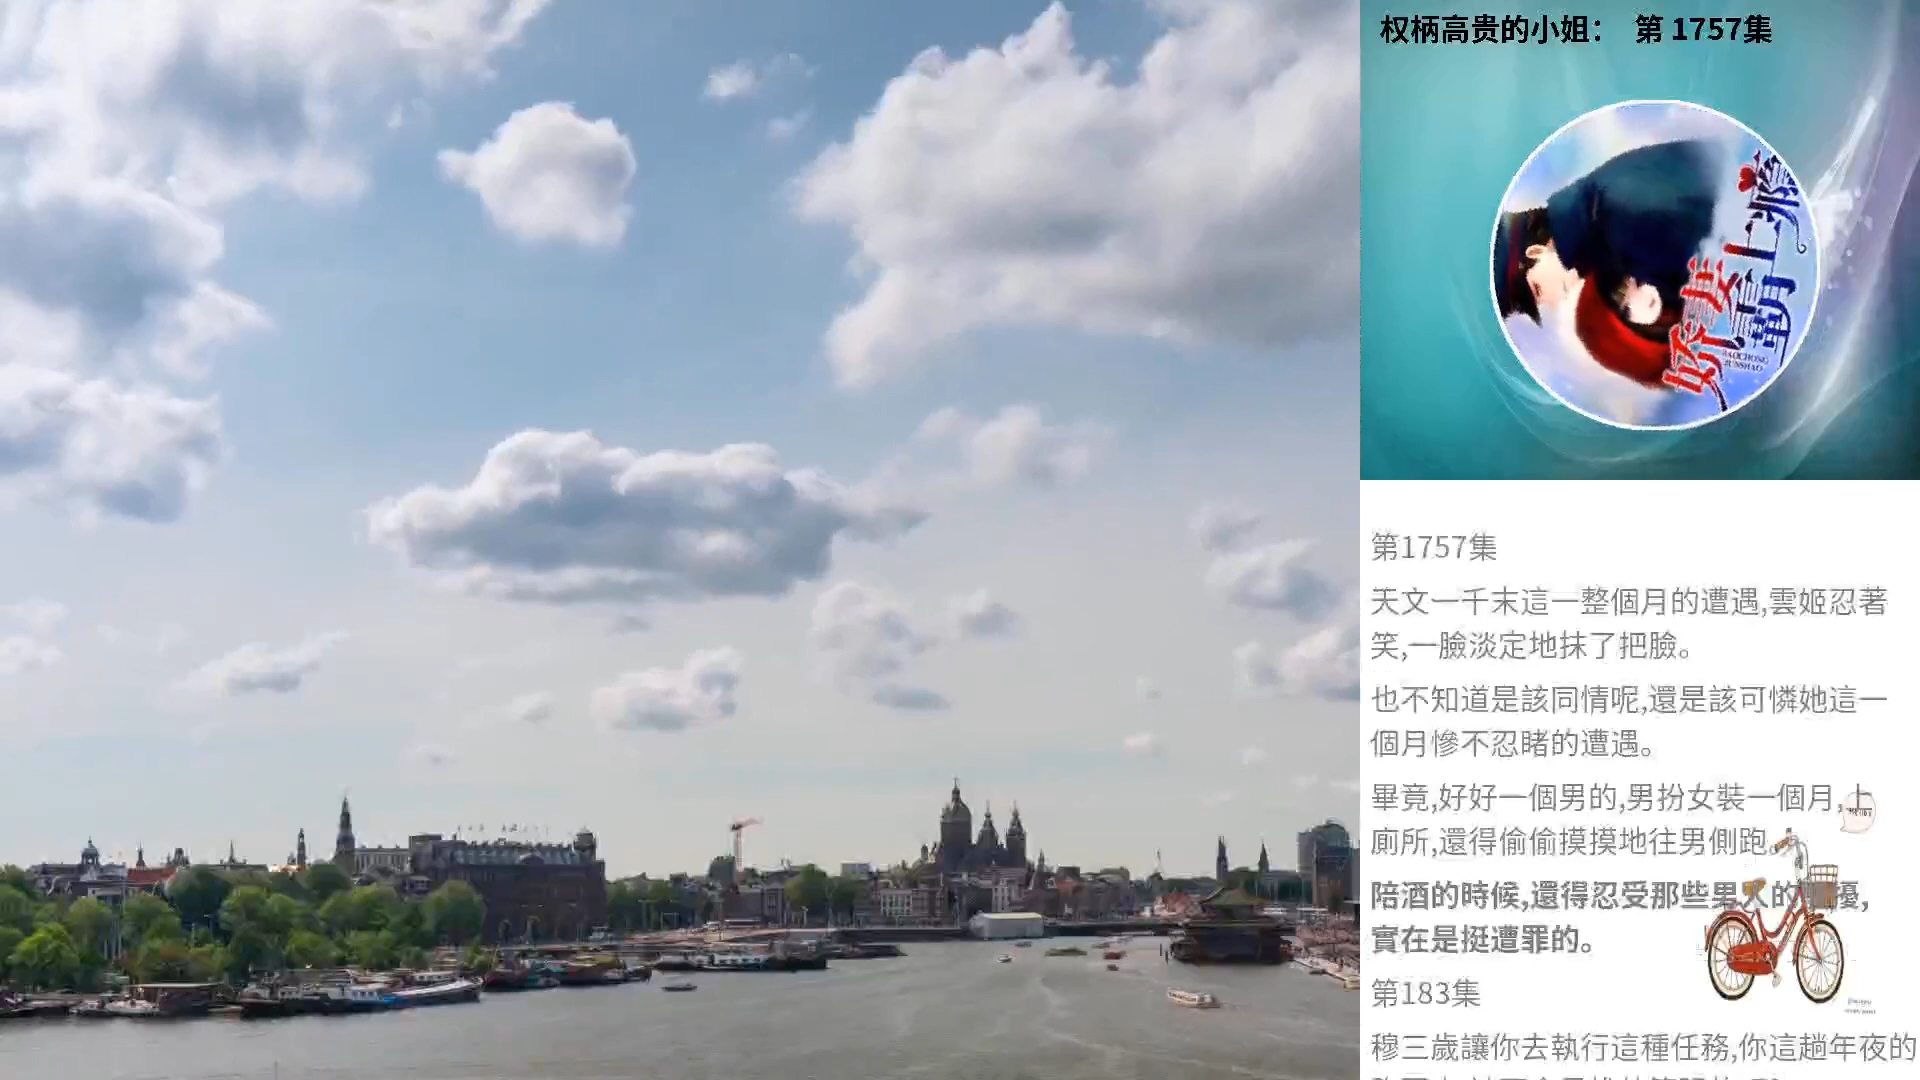 权柄高贵的小姐： 第 1757集
第1757集
天文一千末這一整個月的遭遇,雲姬忍著
笑,一臉淡定地抹了把臉。
也不知道是該同情呢,還是該可憐她這一
個月慘不忍睹的遭遇。
畢竟,好好一個男的,男扮女裝一個月,上
廁所,還得偷偷摸摸地往男側跑。
陪酒的時候,還得忍受那些男人的擾,
實在是挺遭罪的。
第183集
穆三歲讓你去執行這種任務,你這趟年夜的